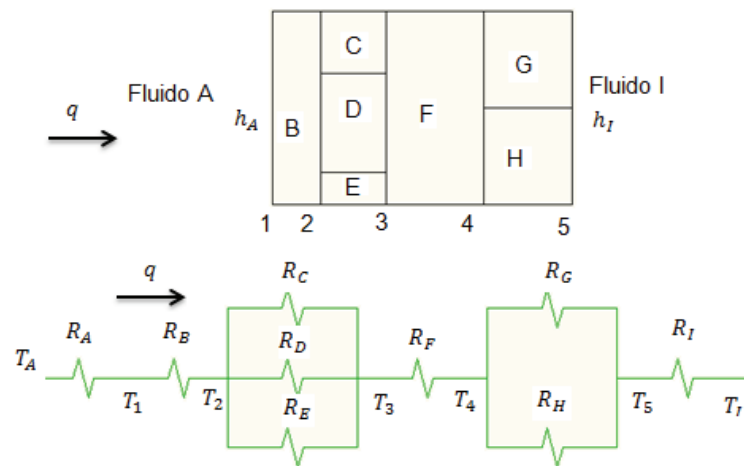 C
G
Fluido A
Fluido I
q
h_A
B
D
F
h_I
H
E
1 2 3 4 5
q
R_C
R_G
R_A
R_B
R_D
R_F
R_I
T_A
T_1
T_2
R_E
T_3
T_4
R_H
T_5
T_I